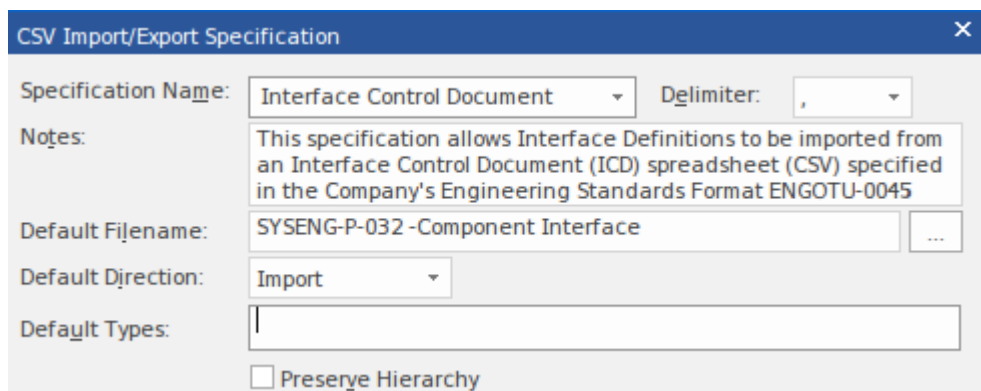 CSV Import/Export Specification
Specification Name: Interface Control Document Delimiter: ,
Notes: This specification allows Interface Definitions to be imported from
an Interface Control Document (ICD) spreadsheet (CSV) specified
in the Company's Engineering Standards Format ENGOTU-0045
Default Filename: SYSENG-P-032 -Component Interface ...
Default Direction: Import
Default Types:
Preserve Hierarchy